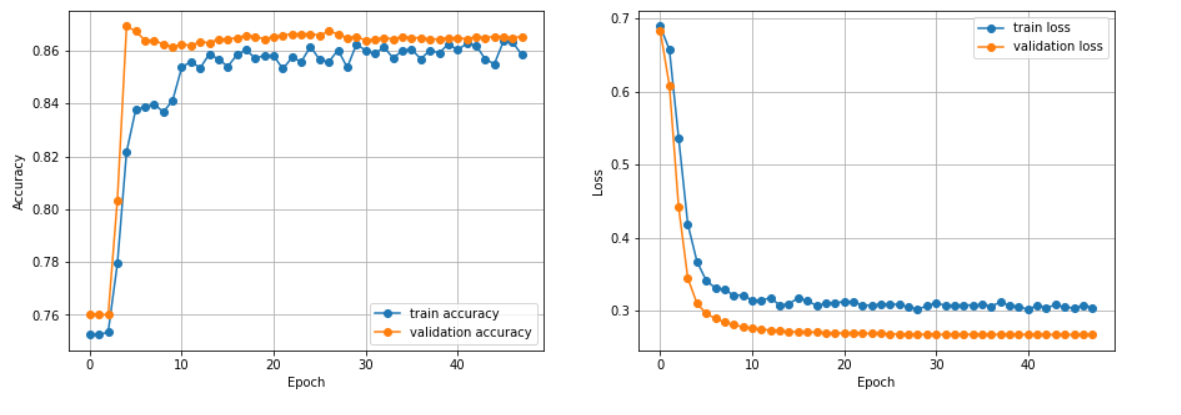 0.86
0.84
0.82
0.80
0.78
0.76
Accuracy
train accuracy
validation accuracy
0 10 20 30 40
Epoch
0.7
0.6
0.5
0.4
0.3
Loss
train loss
validation loss
0 10 20 30 40
Epoch